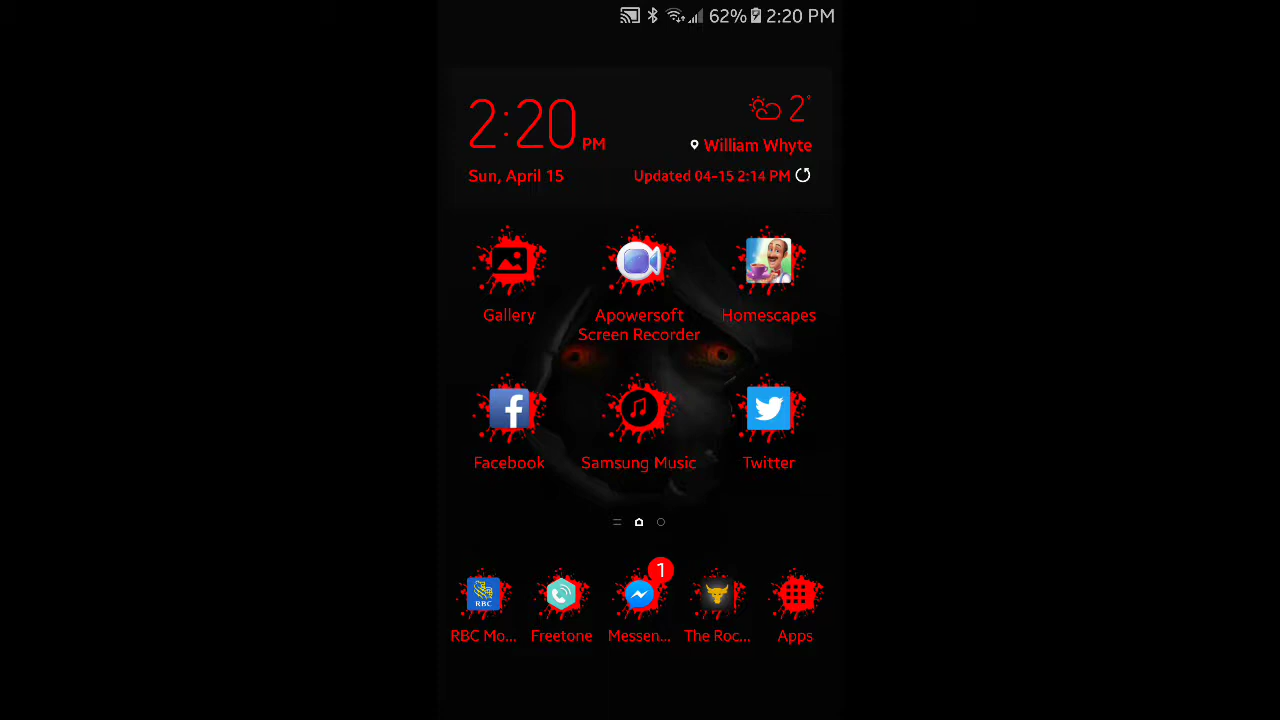 62% 2:20 PM
2:20 PM
2°
William Whyte
Sun, April 15
Updated 04-15 2:14 PM
Gallery
Apowersoft
Screen Recorder
Homescapes
Facebook
Samsung Music
Twitter
1
RBC
RBC Mo...
Freetone
Messen...
The Roc...
Apps